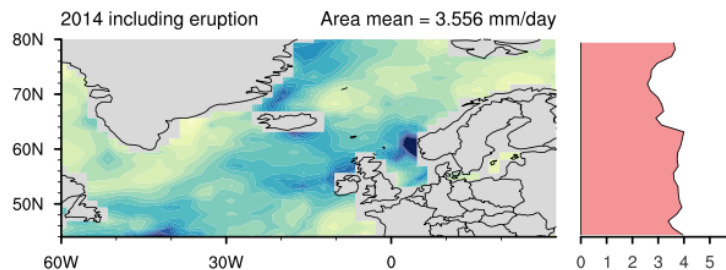 2014 including eruption Area mean = 3.556 mm/day
80N
70N
60N
50N
60W 30W 0 0 1 2 3 4 5